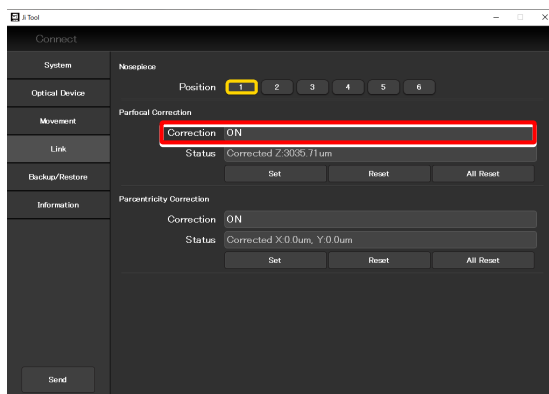 Ji Tool
Connect
System
Optical Device
Movement
Link
Backup/Restore
Information
Send
Nosepiece
Position 1 2 3 4 5 6
Parfocal Correction
Correction ON
Status Corrected Z:3035.71um
Set Reset All Reset
Parcentricity Correction
Correction ON
Status Corrected X:0.0um, Y:0.0um
Set Reset All Reset